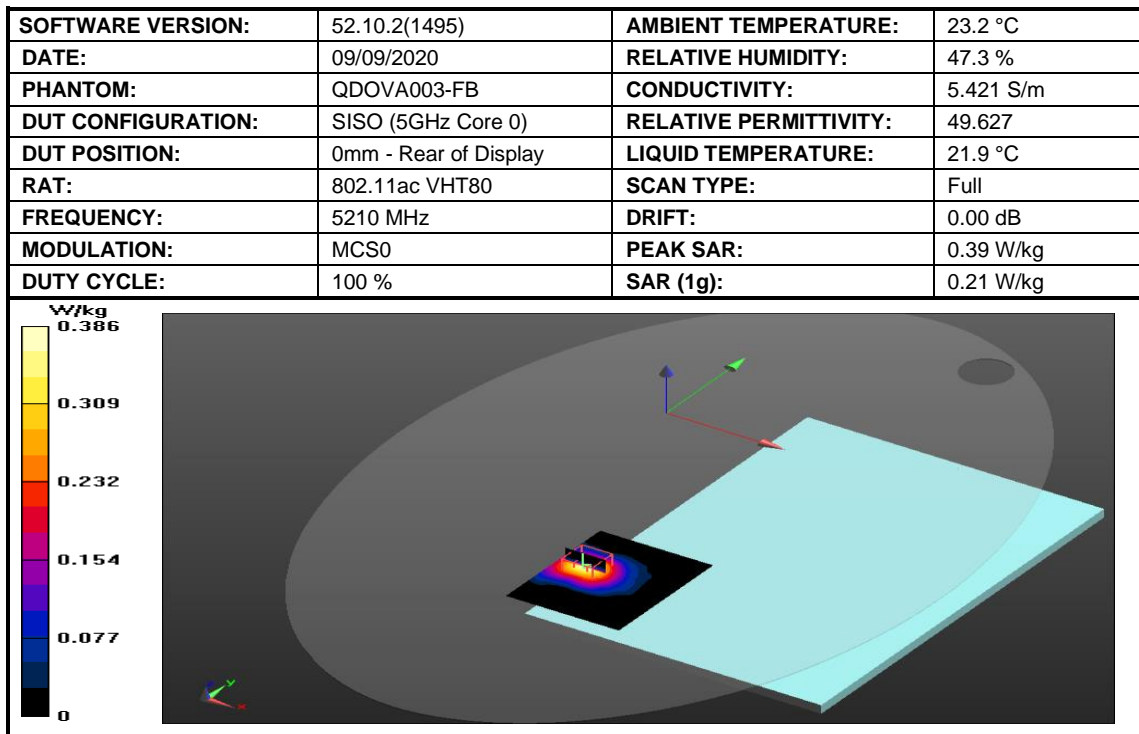 SOFTWARE VERSION: 52.10.2(1495) AMBIENT TEMPERATURE: 23.2 °C
DATE: 09/09/2020 RELATIVE HUMIDITY: 47.3 %
PHANTOM: QDOVA003-FB CONDUCTIVITY: 5.421 S/m
DUT CONFIGURATION: SISO (5GHz Core 0) RELATIVE PERMITTIVITY: 49.627
DUT POSITION: 0mm - Rear of Display LIQUID TEMPERATURE: 21.9 °C
RAT: 802.11ac VHT80 SCAN TYPE: Full
FREQUENCY: 5210 MHz DRIFT: 0.00 dB
MODULATION: MCS0 PEAK SAR: 0.39 W/kg
DUTY CYCLE: 100 % SAR (1g): 0.21 W/kg
W/kg
0.386
0.309
0.232
0.154
0.077
0
y
x